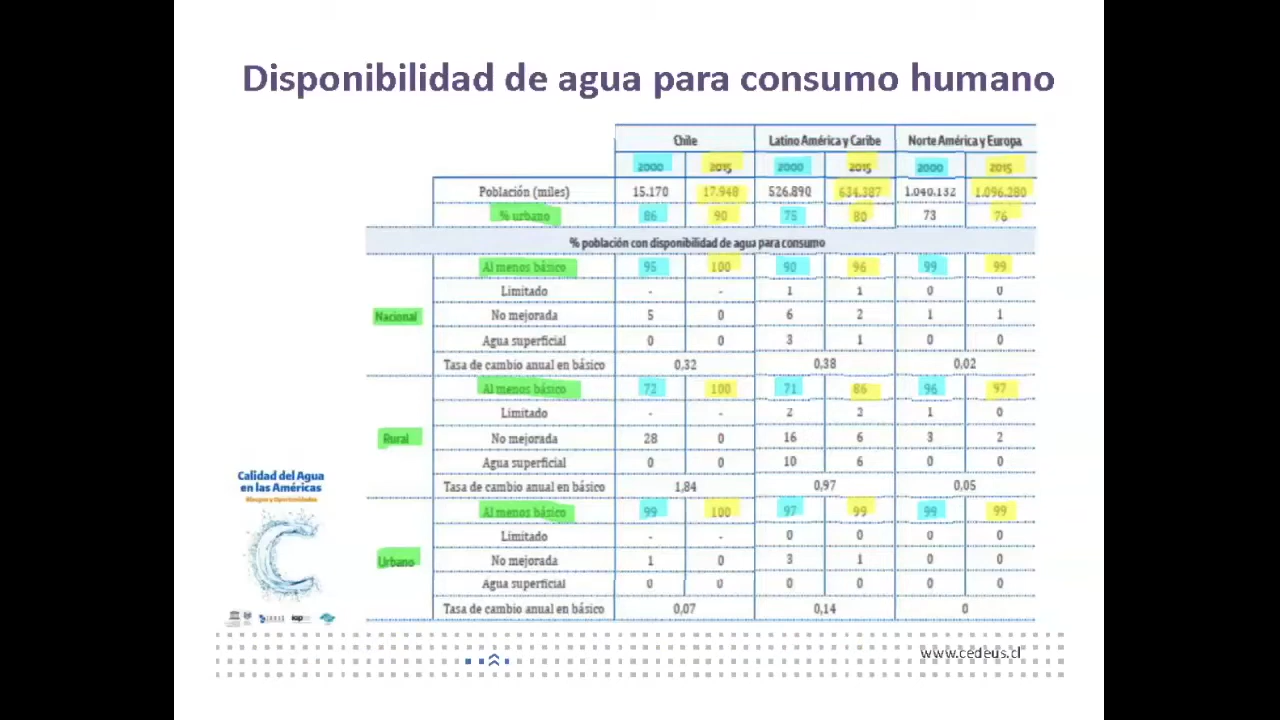 Disponibilidad de agua para consumo humano
Chile Latino América y Caribe Norte América y Europa
2000 2015 2000 2015 2000 2015
Población (miles) 15.170 17.948 526.890 634.387 1.040.132 1.096.280
% urbano 86 90 75 80 73 76
% población con disponibilidad de agua para consumo
Nacional
Al menos básico 95 100 90 96 99 99
Limitado - - 1 1 0 0
No mejorada 5 0 6 2 1 1
Agua superficial 0 0 3 1 0 0
Tasa de cambio anual en básico 0,32 0,38 0,02
Rural
Al menos básico 72 100 71 86 96 97
Limitado - - 2 2 1 0
No mejorada 28 0 16 6 3 2
Agua superficial 0 0 10 6 0 0
Tasa de cambio anual en básico 1,84 0,97 0,05
Urbano
Al menos básico 99 100 97 99 99 99
Limitado - - 0 0 0 0
No mejorada 1 0 3 1 0 0
Agua superficial 0 0 0 0 0 0
Tasa de cambio anual en básico 0,07 0,14 0
Calidad del Agua
en las Américas
Riesgos y Oportunidades
www.cedeus.cl